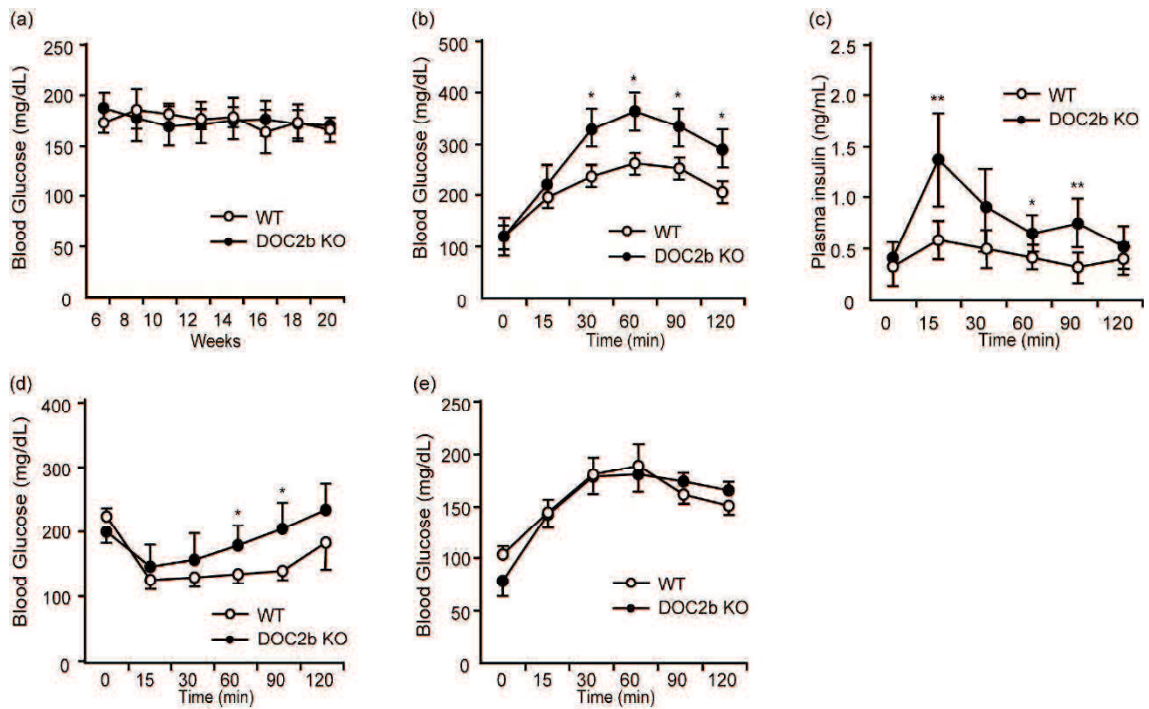 (a)
Blood Glucose (mg/dL)
250
200
150
100
50
0
WT
DOC2b KO
6 8 10 12 14 16 18 20
Weeks
(b)
Blood Glucose (mg/dL)
500
400
300
200
100
0
* * * *
WT
DOC2b KO
0 15 30 60 90 120
Time (min)
(c)
Plasma insulin (ng/mL)
2.5
2.0
1.5
1.0
0.5
0
WT
DOC2b KO
** * **
0 15 30 60 90 120
Time (min)
(d)
Blood Glucose (mg/dL)
400
300
200
100
0
* *
WT
DOC2b KO
0 15 30 60 90 120
Time (min)
(e)
Blood Glucose (mg/dL)
250
200
150
100
50
0
WT
DOC2b KO
0 15 30 60 90 120
Time (min)